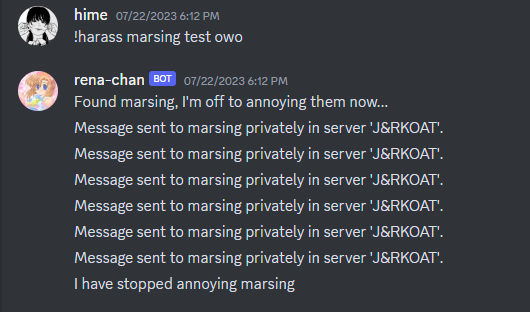 hime 07/22/2023 6:12 PM
!harass marsing test owo
rena-chan BOT 07/22/2023 6:12 PM
Found marsing, I'm off to annoying them now...
Message sent to marsing privately in server 'J&RKOAT'.
Message sent to marsing privately in server 'J&RKOAT'.
Message sent to marsing privately in server 'J&RKOAT'.
Message sent to marsing privately in server 'J&RKOAT'.
Message sent to marsing privately in server 'J&RKOAT'.
Message sent to marsing privately in server 'J&RKOAT'.
I have stopped annoying marsing